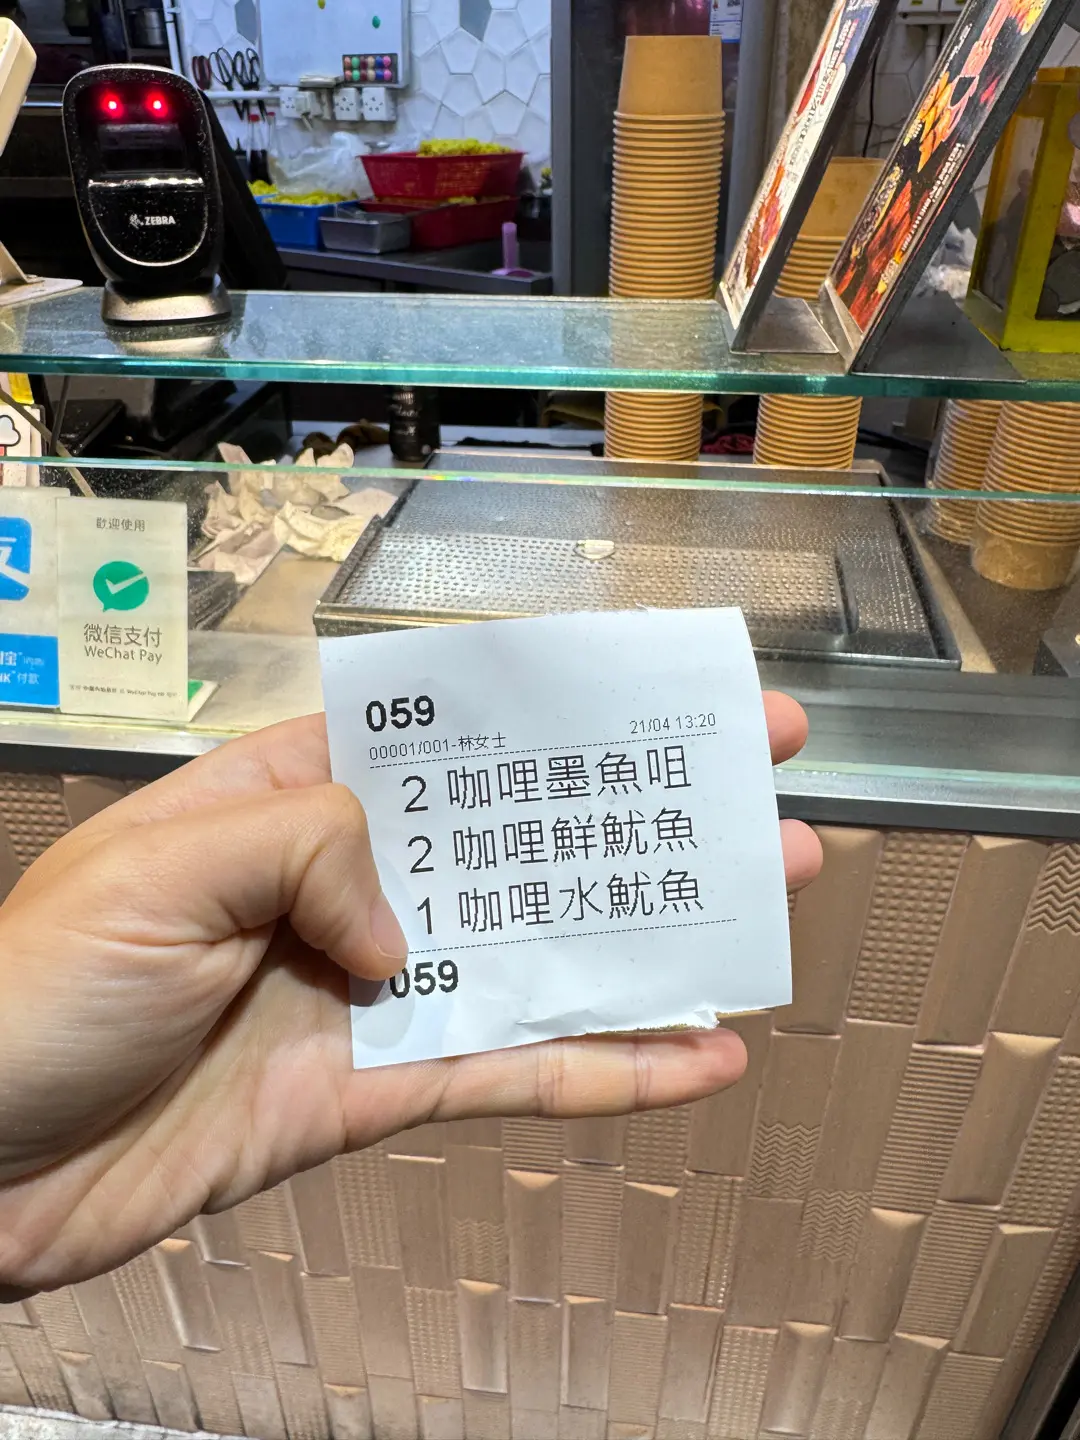 ZEBRA
歡迎使用
微信支付
WeChat Pay
付款
059
00001/001-林女士
21/04 13:20
2 咖哩墨魚咀
2 咖哩鮮魷魚
1 咖哩水魷魚
059